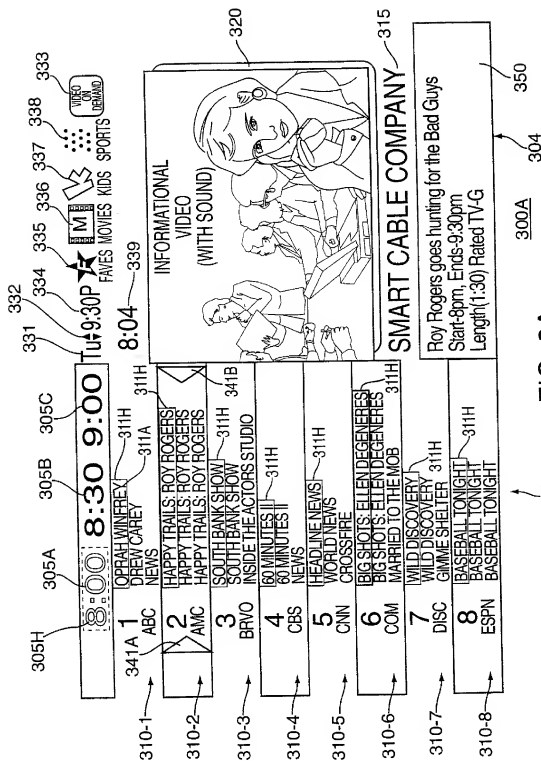 305H
305A
305B
305C
331
332
334
335
336
337
338
333
8:00
8:30
9:00
Tu
9:30P
F
FAVES
M
MOVIES
KIDS
SPORTS
VIDEO
ON
DEMAND
8:04
339
310-1
1
ABC
OPRAH WINFREY
DREW CAREY
NEWS
311H
311A
341A
310-2
2
AMC
HAPPY TRAILS: ROY ROGERS
HAPPY TRAILS: ROY ROGERS
HAPPY TRAILS: ROY ROGERS
311H
341B
310-3
3
BRVO
SOUTH BANK SHOW
SOUTH BANK SHOW
INSIDE THE ACTORS STUDIO
311H
310-4
4
CBS
60 MINUTES II
60 MINUTES II
NEWS
311H
310-5
5
CNN
HEADLINE NEWS
WORLD NEWS
CROSSFIRE
311H
310-6
6
COM
BIG SHOTS: ELLEN DEGENERES
BIG SHOTS: ELLEN DEGENERES
MARRIED TO THE MOB
311H
310-7
7
DISC
WILD DISCOVERY
WILD DISCOVERY
GIMME SHELTER
311H
310-8
8
ESPN
BASEBALL TONIGHT
BASEBALL TONIGHT
BASEBALL TONIGHT
311H
INFORMATIONAL
VIDEO
(WITH SOUND)
320
SMART CABLE COMPANY
315
Roy Rogers goes hunting for the Bad Guys
Start-8pm, Ends-9:30pm
Length(1:30) Rated TV-G
350
304
300A